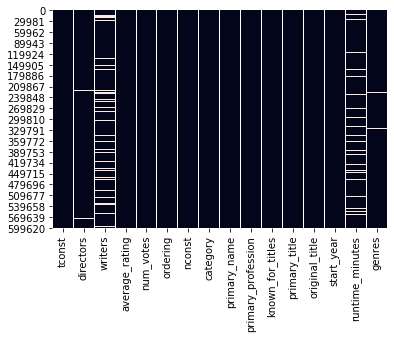 0
29981
59962
89943
119924
149905
179886
209867
239848
269829
299810
329791
359772
389753
419734
449715
479696
509677
539658
569639
599620
tconst
directors
writers
average_rating
num_votes
ordering
nconst
category
primary_name
primary_profession
known_for_titles
primary_title
original_title
start_year
runtime_minutes
genres